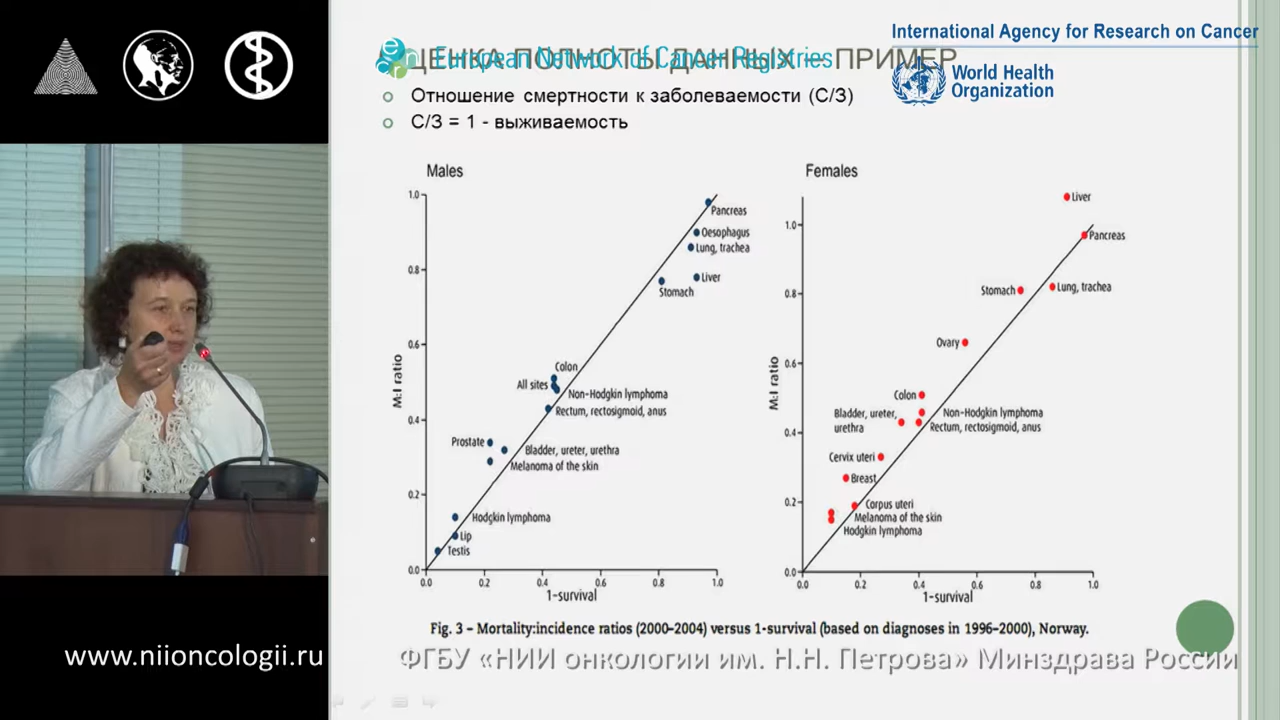 International Agency for Research on Cancer
ЦЕНКА ПОЛНОТЫ ДАННЫХ – ПРИМЕР
European Network of Cancer Registries
World Health
Organization
Отношение смертности к заболеваемости (С/З)
С/З = 1 - выживаемость
Males
1.0
0.8
0.6
0.4
0.2
0.0
M:I ratio
Pancreas
Oesophagus
Lung, trachea
Liver
Stomach
Colon
All sites
Non-Hodgkin lymphoma
Rectum, rectosigmoid, anus
Prostate
Bladder, ureter, urethra
Melanoma of the skin
Hodgkin lymphoma
Lip
Testis
0.0 0.2 0.4 0.6 0.8 1.0
1-survival
Females
1.0
0.8
0.6
0.4
0.2
0.0
M:I ratio
Liver
Pancreas
Stomach
Lung, trachea
Ovary
Colon
Bladder, ureter,
urethra
Non-Hodgkin lymphoma
Rectum, rectosigmoid, anus
Cervix uteri
Breast
Corpus uteri
Melanoma of the skin
Hodgkin lymphoma
0.0 0.2 0.4 0.6 0.8 1.0
1-survival
Fig. 3 – Mortality:incidence ratios (2000–2004) versus 1-survival (based on diagnoses in 1996–2000), Norway.
www.niioncologii.ru
ФГБУ «НИИ онкологии им. Н.Н. Петрова» Минздрава России